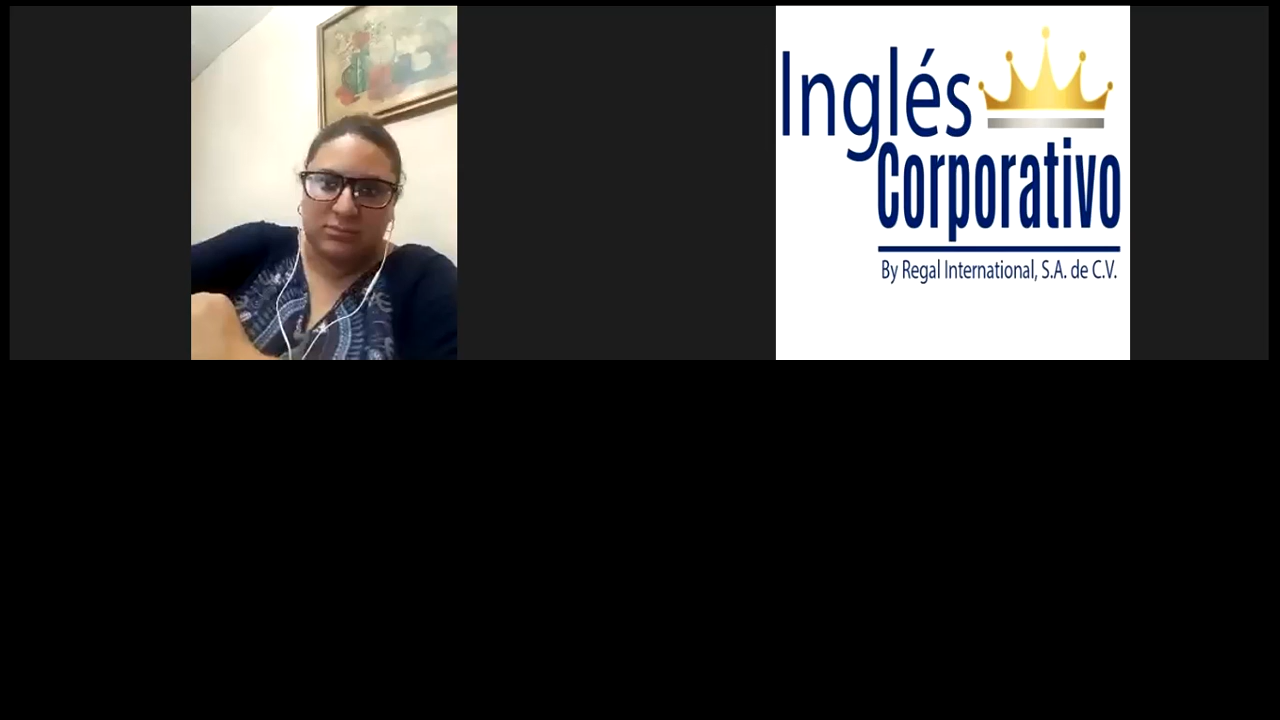 Inglés
Corporativo
By Regal International, S.A. de C.V.